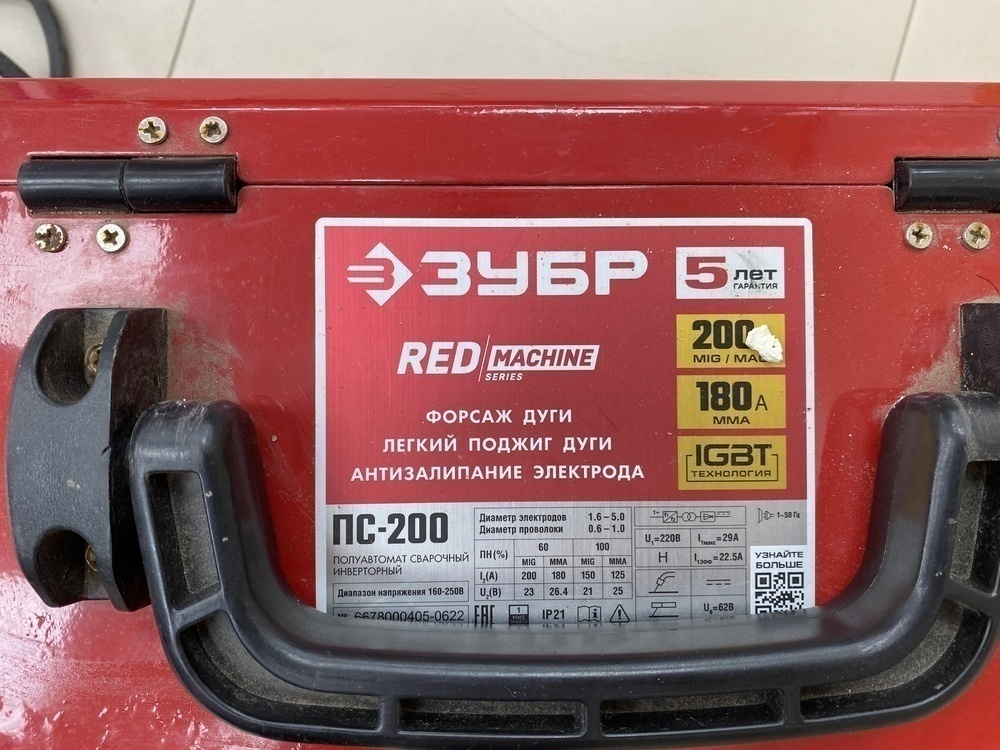 ЗУБР
5 лет
ГАРАНТИЯ
200
MIG / MAG
RED MACHINE
SERIES
180 А
MMA
ФОРСАЖ ДУГИ
ЛЕГКИЙ ПОДЖИГ ДУГИ
АНТИЗАЛИПАНИЕ ЭЛЕКТРОДА
IGBT
ТЕХНОЛОГИЯ
ПС-200
ПОЛУАВТОМАТ СВАРОЧНЫЙ
ИНВЕРТОРНЫЙ
Диапазон напряжения 160-250В
№ 6678000405-0622
Диаметр электродов 1.6 – 5.0
Диаметр проволоки 0.6 – 1.0
ПН(%) 60 100
MIG MMA MIG MMA
I₂(А) 200 180 150 125
U₂(В) 23 26.4 21 25
EAC
IP21
1~
1~50 Гц
U₁=220В I₁макс=29А
H I₁эфф=22.5А
U₀=62В
УЗНАЙТЕ
БОЛЬШЕ